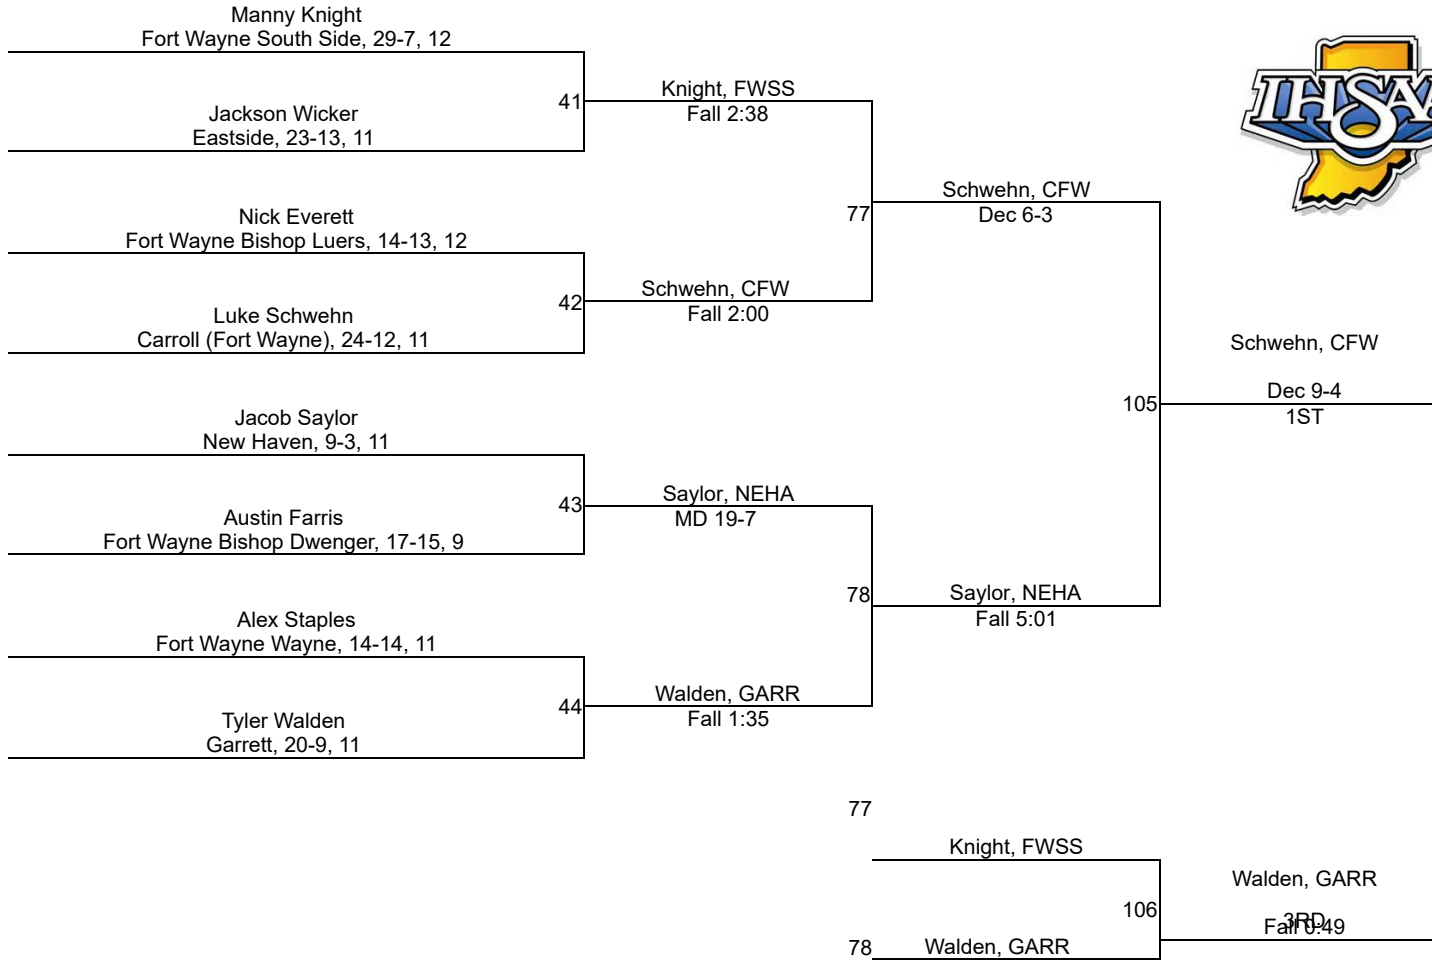 Manny Knight
Fort Wayne South Side, 29-7, 12
41
Jackson Wicker
Eastside, 23-13, 11
Knight, FWSS
Fall 2:38
Nick Everett
Fort Wayne Bishop Luers, 14-13, 12
42
Luke Schwehn
Carroll (Fort Wayne), 24-12, 11
Schwehn, CFW
Fall 2:00
77
Schwehn, CFW
Dec 6-3
Jacob Saylor
New Haven, 9-3, 11
43
Austin Farris
Fort Wayne Bishop Dwenger, 17-15, 9
Saylor, NEHA
MD 19-7
Alex Staples
Fort Wayne Wayne, 14-14, 11
44
Tyler Walden
Garrett, 20-9, 11
Walden, GARR
Fall 1:35
78
Saylor, NEHA
Fall 5:01
105
Schwehn, CFW
Dec 9-4
1ST
IHSAA
77
Knight, FWSS
106
78
Walden, GARR
Walden, GARR
3RD
Fall 0:49